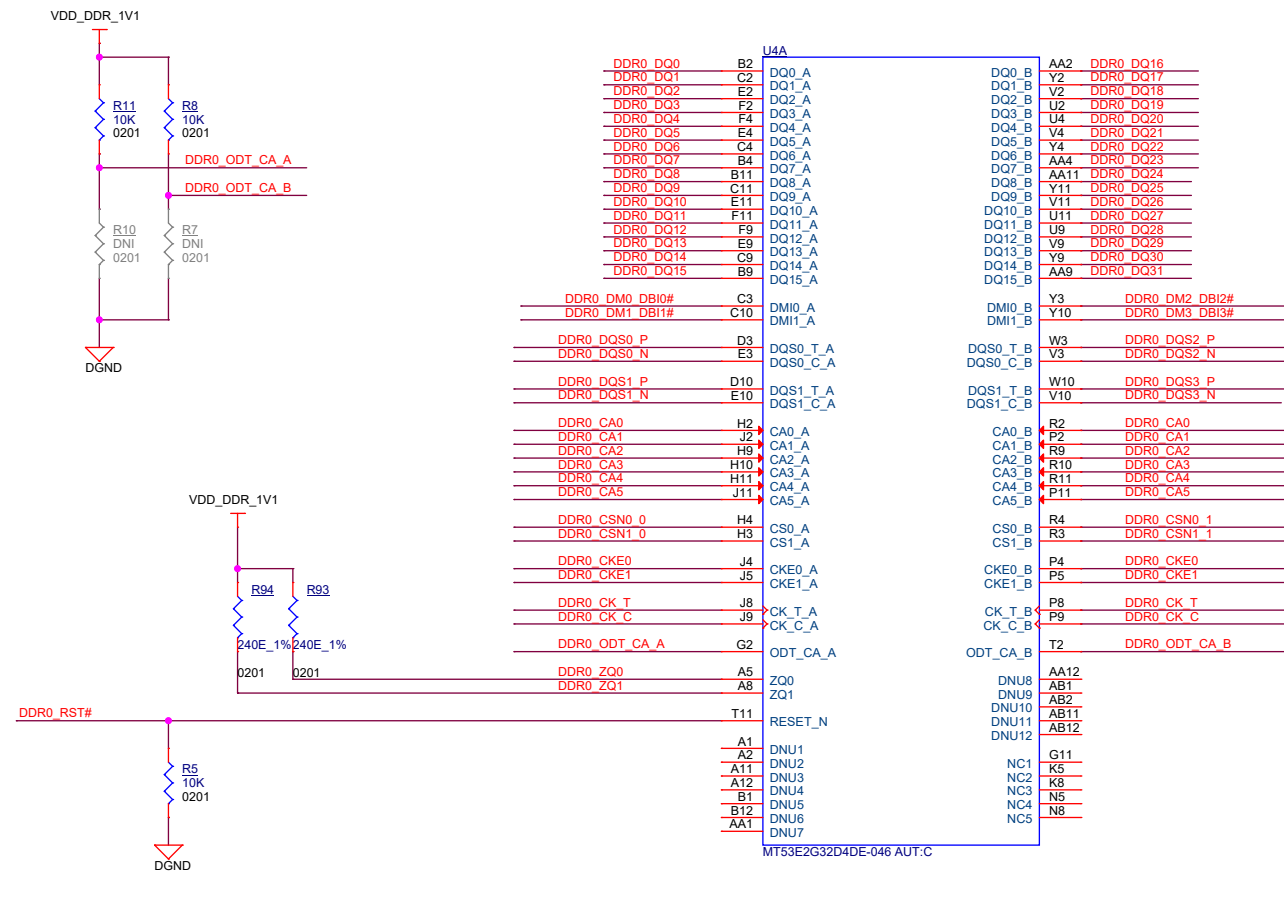 VDD_DDR_1V1
R11
10K
0201
R8
10K
0201
DDR0_ODT_CA_A
DDR0_ODT_CA_B
R10
DNI
0201
R7
DNI
0201
DGND
VDD_DDR_1V1
R94
240E_1%
0201
R93
240E_1%
0201
DDR0_RST#
R5
10K
0201
DGND
U4A
DDR0_DQ0 B2 DQ0_A DQ0_B AA2 DDR0_DQ16
DDR0_DQ1 C2 DQ1_A DQ1_B Y2 DDR0_DQ17
DDR0_DQ2 E2 DQ2_A DQ2_B V2 DDR0_DQ18
DDR0_DQ3 F2 DQ3_A DQ3_B U2 DDR0_DQ19
DDR0_DQ4 F4 DQ4_A DQ4_B U4 DDR0_DQ20
DDR0_DQ5 E4 DQ5_A DQ5_B V4 DDR0_DQ21
DDR0_DQ6 C4 DQ6_A DQ6_B Y4 DDR0_DQ22
DDR0_DQ7 B4 DQ7_A DQ7_B AA4 DDR0_DQ23
DDR0_DQ8 B11 DQ8_A DQ8_B AA11 DDR0_DQ24
DDR0_DQ9 C11 DQ9_A DQ9_B Y11 DDR0_DQ25
DDR0_DQ10 E11 DQ10_A DQ10_B V11 DDR0_DQ26
DDR0_DQ11 F11 DQ11_A DQ11_B U11 DDR0_DQ27
DDR0_DQ12 F9 DQ12_A DQ12_B U9 DDR0_DQ28
DDR0_DQ13 E9 DQ13_A DQ13_B V9 DDR0_DQ29
DDR0_DQ14 C9 DQ14_A DQ14_B Y9 DDR0_DQ30
DDR0_DQ15 B9 DQ15_A DQ15_B AA9 DDR0_DQ31
DDR0_DM0_DBI0# C3 DMI0_A DMI0_B Y3 DDR0_DM2_DBI2#
DDR0_DM1_DBI1# C10 DMI1_A DMI1_B Y10 DDR0_DM3_DBI3#
DDR0_DQS0_P D3 DQS0_T_A DQS0_T_B W3 DDR0_DQS2_P
DDR0_DQS0_N E3 DQS0_C_A DQS0_C_B V3 DDR0_DQS2_N
DDR0_DQS1_P D10 DQS1_T_A DQS1_T_B W10 DDR0_DQS3_P
DDR0_DQS1_N E10 DQS1_C_A DQS1_C_B V10 DDR0_DQS3_N
DDR0_CA0 H2 CA0_A CA0_B R2 DDR0_CA0
DDR0_CA1 J2 CA1_A CA1_B P2 DDR0_CA1
DDR0_CA2 H9 CA2_A CA2_B R9 DDR0_CA2
DDR0_CA3 H10 CA3_A CA3_B R10 DDR0_CA3
DDR0_CA4 H11 CA4_A CA4_B R11 DDR0_CA4
DDR0_CA5 J11 CA5_A CA5_B P11 DDR0_CA5
DDR0_CSN0_0 H4 CS0_A CS0_B R4 DDR0_CSN0_1
DDR0_CSN1_0 H3 CS1_A CS1_B R3 DDR0_CSN1_1
DDR0_CKE0 J4 CKE0_A CKE0_B P4 DDR0_CKE0
DDR0_CKE1 J5 CKE1_A CKE1_B P5 DDR0_CKE1
DDR0_CK_T J8 CK_T_A CK_T_B P8 DDR0_CK_T
DDR0_CK_C J9 CK_C_A CK_C_B P9 DDR0_CK_C
DDR0_ODT_CA_A G2 ODT_CA_A ODT_CA_B T2 DDR0_ODT_CA_B
DDR0_ZQ0 A5 ZQ0 DNU8 AA12
DDR0_ZQ1 A8 ZQ1 DNU9 AB1
DNU10 AB2
T11 RESET_N DNU11 AB11
DNU12 AB12
A1 DNU1
A2 DNU2 NC1 G11
A11 DNU3 NC2 K5
A12 DNU4 NC3 K8
B1 DNU5 NC4 N5
B12 DNU6 NC5 N8
AA1 DNU7
MT53E2G32D4DE-046 AUT:C